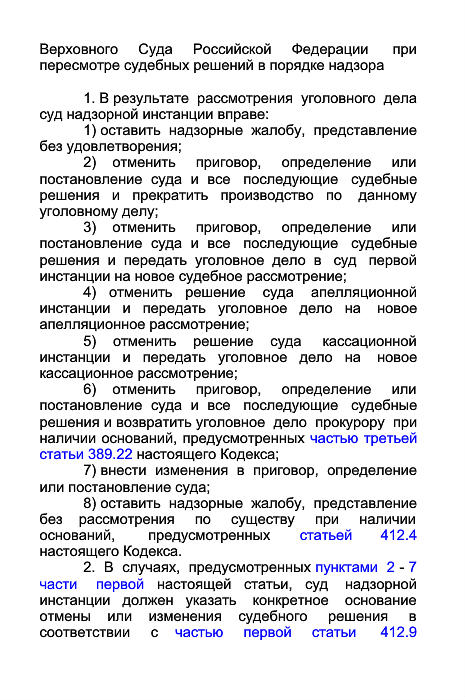 Верховного Суда Российской Федерации при
пересмотре судебных решений в порядке надзора
1. В результате рассмотрения уголовного дела
суд надзорной инстанции вправе:
1) оставить надзорные жалобу, представление
без удовлетворения;
2) отменить приговор, определение или
постановление суда и все последующие судебные
решения и прекратить производство по данному
уголовному делу;
3) отменить приговор, определение или
постановление суда и все последующие судебные
решения и передать уголовное дело в суд первой
инстанции на новое судебное рассмотрение;
4) отменить решение суда апелляционной
инстанции и передать уголовное дело на новое
апелляционное рассмотрение;
5) отменить решение суда кассационной
инстанции и передать уголовное дело на новое
кассационное рассмотрение;
6) отменить приговор, определение или
постановление суда и все последующие судебные
решения и возвратить уголовное дело прокурору при
наличии оснований, предусмотренных частью третьей
статьи 389.22 настоящего Кодекса;
7) внести изменения в приговор, определение
или постановление суда;
8) оставить надзорные жалобу, представление
без рассмотрения по существу при наличии
оснований, предусмотренных статьей 412.4
настоящего Кодекса.
2. В случаях, предусмотренных пунктами 2 - 7
части первой настоящей статьи, суд надзорной
инстанции должен указать конкретное основание
отмены или изменения судебного решения в
соответствии с частью первой статьи 412.9